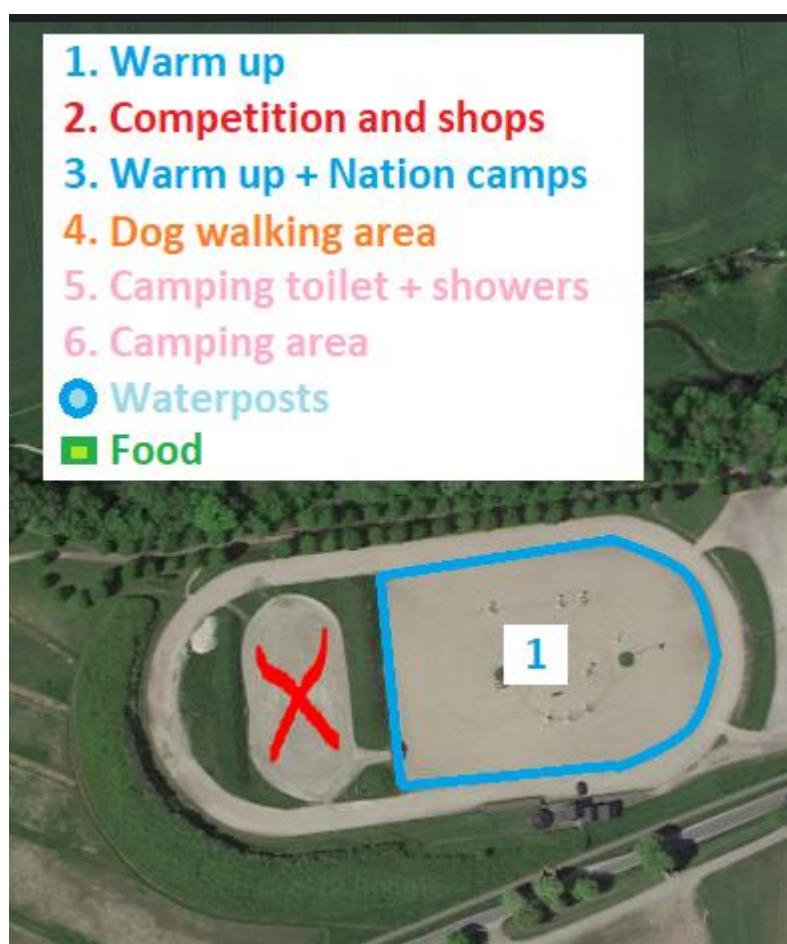 1. Warm up
2. Competition and shops
3. Warm up + Nation camps
4. Dog walking area
5. Camping toilet + showers
6. Camping area
Waterposts
Food
1